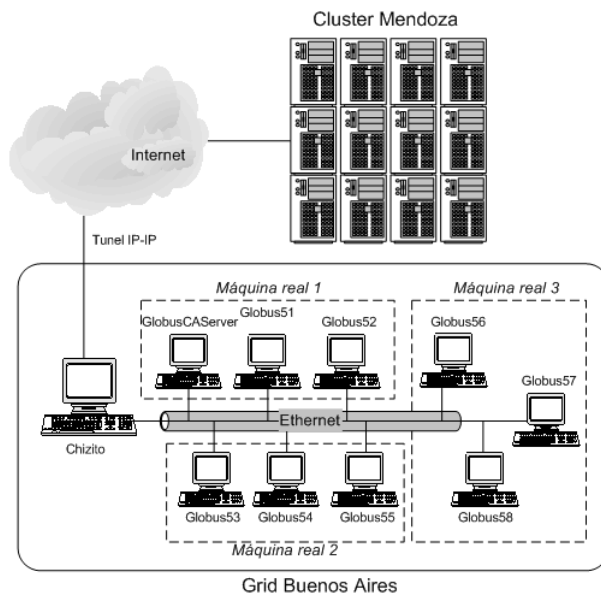 Cluster Mendoza
Internet
Tunel IP-IP
Máquina real 1
Máquina real 3
GlobusCAServer
Globus51
Globus52
Globus56
Globus57
Ethernet
Chizito
Globus53
Globus54
Globus55
Globus58
Máquina real 2
Grid Buenos Aires